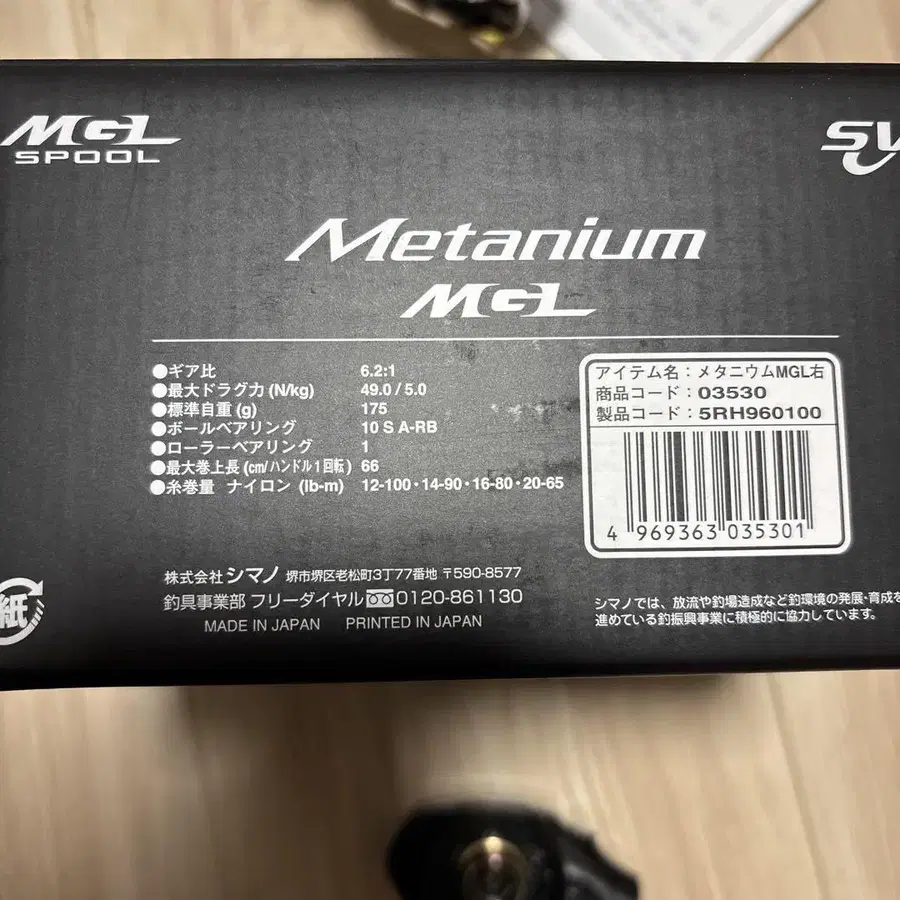 MGL
SPOOL
SV
Metanium
MGL
●ギア比 6.2:1
●最大ドラグ力 (N/kg) 49.0 / 5.0
●標準自重 (g) 175
●ボールベアリング 10 S A-RB
●ローラーベアリング 1
●最大巻上長 (cm/ハンドル1回転) 66
●糸巻量 ナイロン (lb-m) 12-100・14-90・16-80・20-65
アイテム名：メタニウムMGL右
商品コード：03530
製品コード：5RH960100
4 969363 035301
株式会社 シマノ 堺市堺区老松町3丁77番地 〒590-8577
釣具事業部 フリーダイヤル 0120-861130
MADE IN JAPAN PRINTED IN JAPAN
紙
シマノでは、放流や釣場造成など釣環境の発展・育成を
進めている釣振興事業に積極的に協力しています。